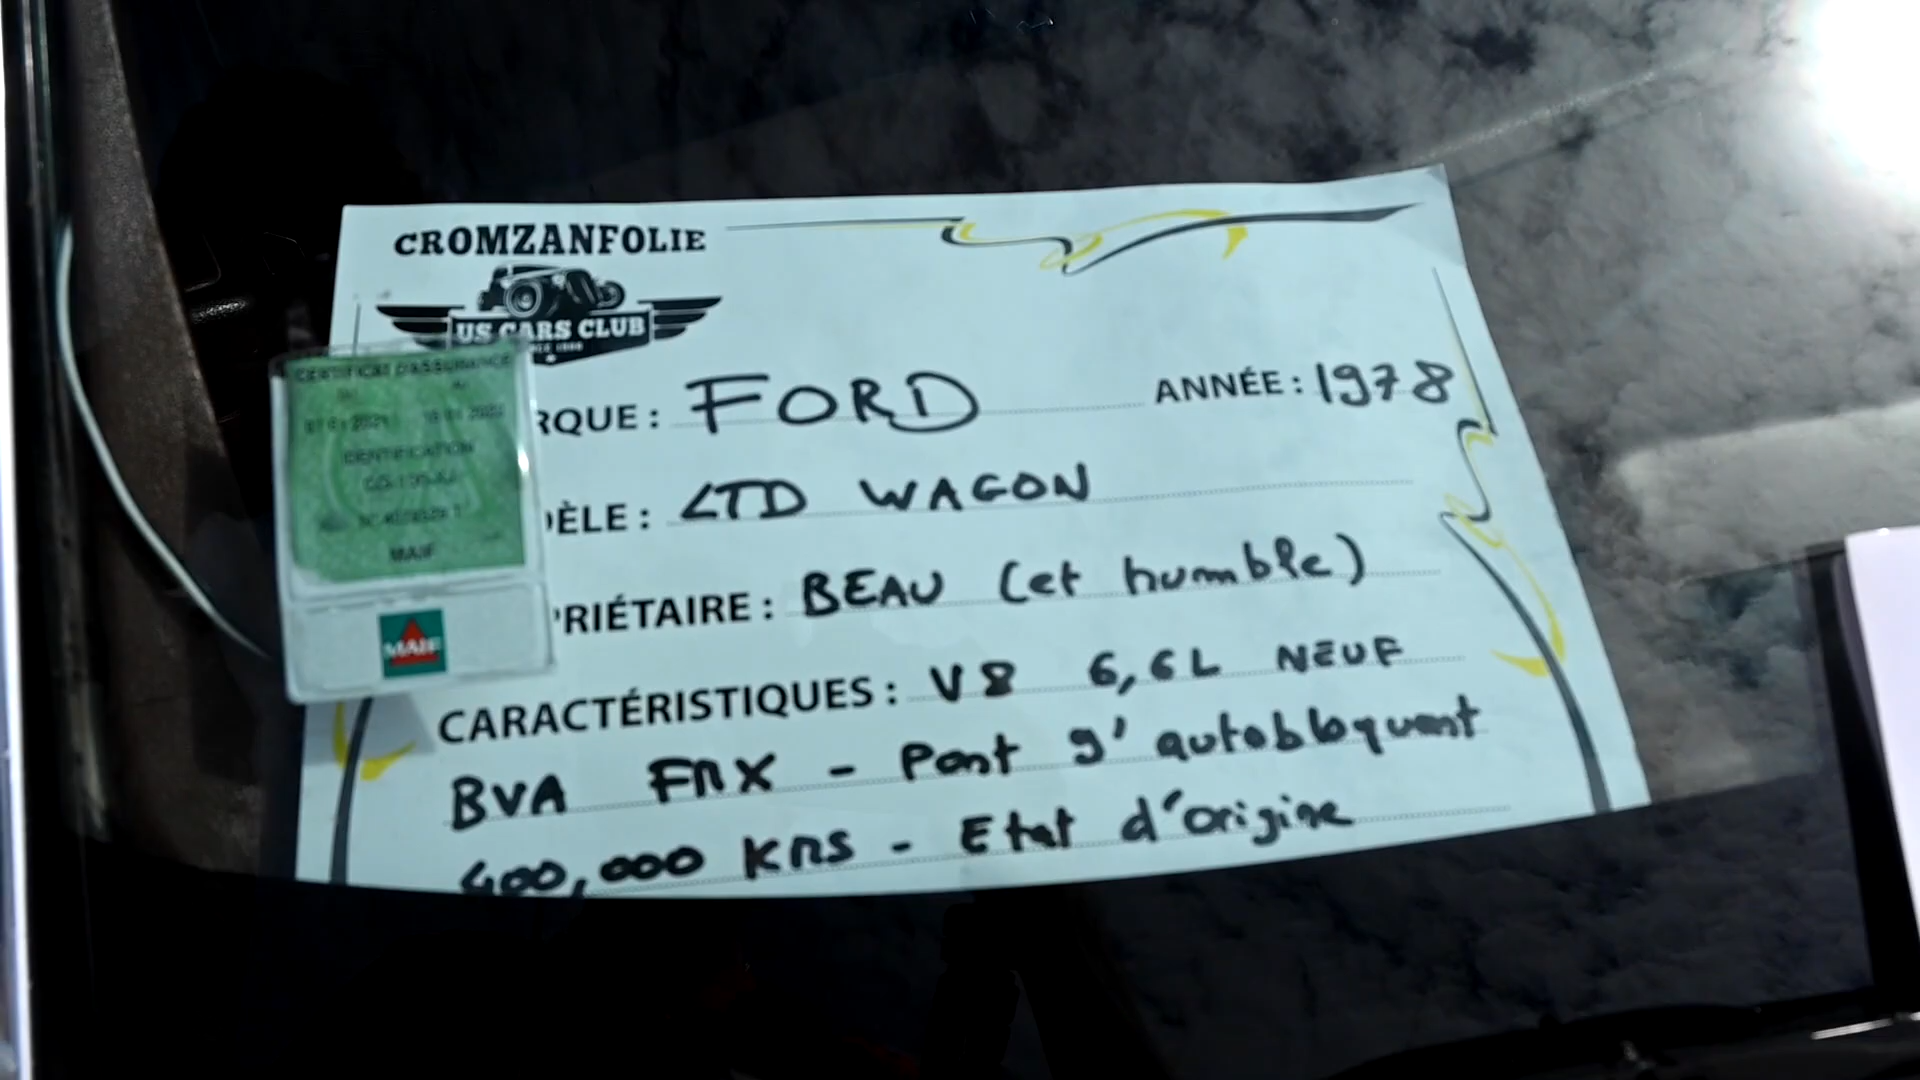 CROMZANFOLIE
US CARS CLUB
RQUE : FORD
ANNÉE : 1978
ÈLE : LTD WAGON
PRIÉTAIRE : BEAU (et humble)
CARACTÉRISTIQUES : V8 6,6L NEUF
BVA FMX - Pont 9' autobloquant
400,000 KMS - Etat d'origine
CERTIFICAT D'ASSURANCE
IDENTIFICATION
MAIF
MAIF